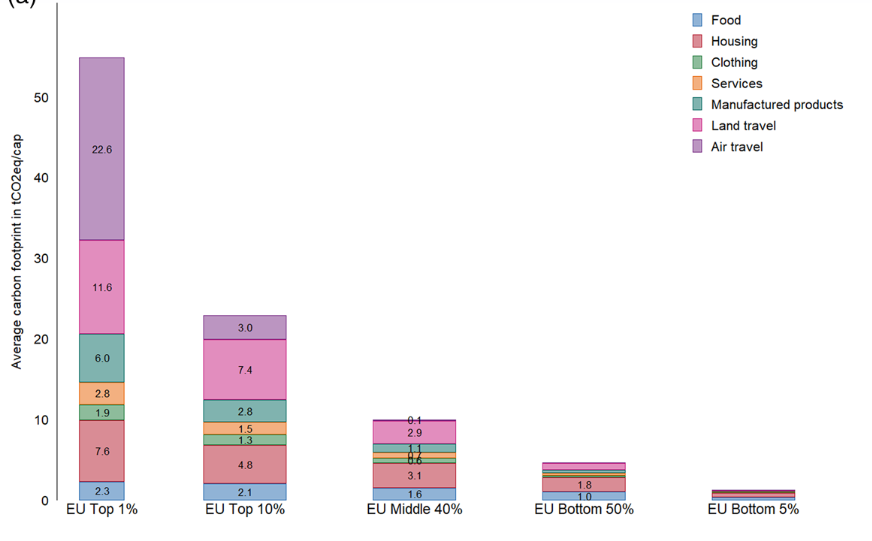 (a)
Food
Housing
Clothing
Services
Manufactured products
Land travel
Air travel
Average carbon footprint in tCO2eq/cap
50
40
30
20
10
0
22.6
11.6
6.0
2.8
1.9
7.6
2.3
3.0
7.4
2.8
1.5
1.3
4.8
2.1
0.1
2.9
1.1
0.6
3.1
1.6
1.8
1.0
EU Top 1% EU Top 10% EU Middle 40% EU Bottom 50% EU Bottom 5%